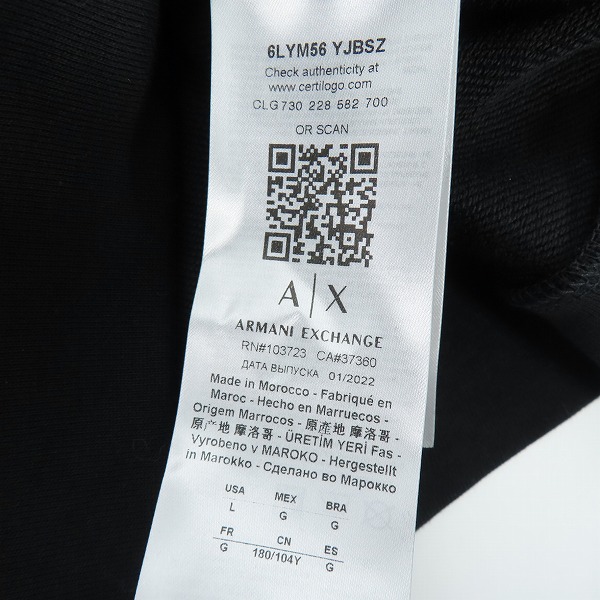 6LYM56 YJBSZ
Check authenticity at
www.certilogo.com
CLG 730 228 582 700
OR SCAN
A|X
ARMANI EXCHANGE
RN#103723 CA#37360
ДАТА ВЫПУСКА 01/2022
Made in Morocco - Fabriqué en
Maroc - Hecho en Marruecos -
Origem Marrocos - 原産地 摩洛哥 -
原产地 摩洛哥 - ÜRETİM YERİ Fas -
Vyrobeno v MAROKO - Hergestellt
in Marokko - Сделано во Марокко
USA MEX BRA
L G G
FR CN ES
G 180/104Y G